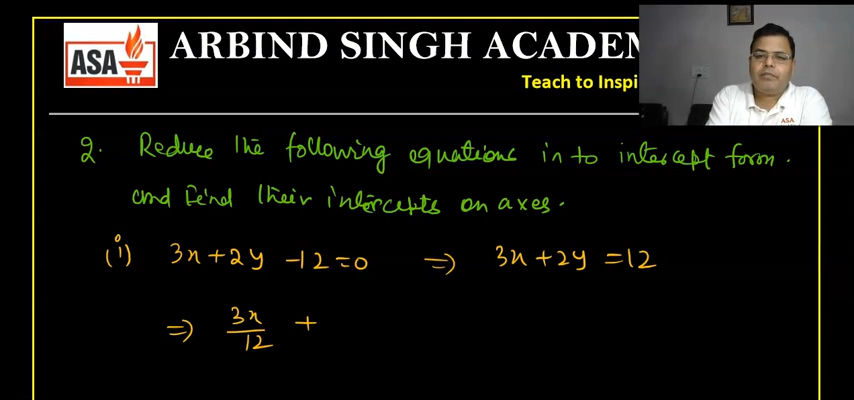 ASA
ARBIND SINGH ACADEM
Teach to Inspi
ASA
2. Reduce the following equations in to intercept form.
and Find their intercepts on axes.
(i) 3x + 2y - 12 = 0 ⇒ 3x + 2y = 12
⇒ 3x/12 +